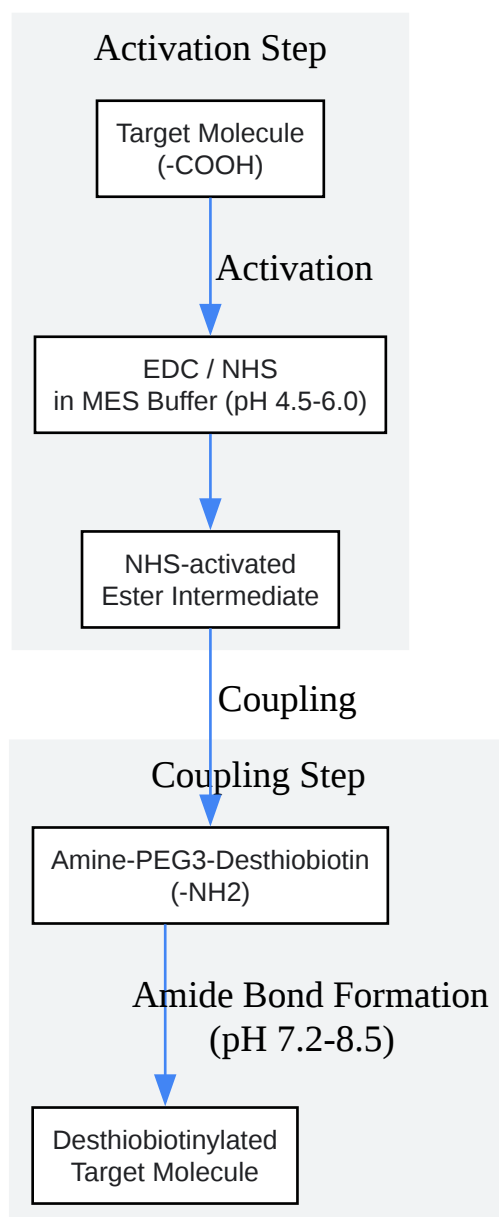 Activation Step
Target Molecule
(-COOH)
Activation
EDC / NHS
in MES Buffer (pH 4.5-6.0)
NHS-activated
Ester Intermediate
Coupling
Coupling Step
Amine-PEG3-Desthiobiotin
(-NH2)
Amide Bond Formation
(pH 7.2-8.5)
Desthiobiotinylated
Target Molecule